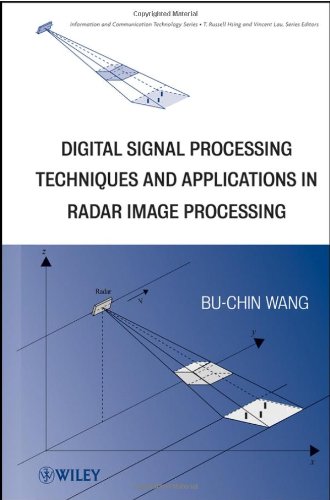 Copyrighted Material
Information and Communication Technology Series • T. Russell Hsing and Vincent Lau, Series Editors
DIGITAL SIGNAL PROCESSING
TECHNIQUES AND APPLICATIONS IN
RADAR IMAGE PROCESSING
BU-CHIN WANG
z
Radar
V
y
x
WILEY